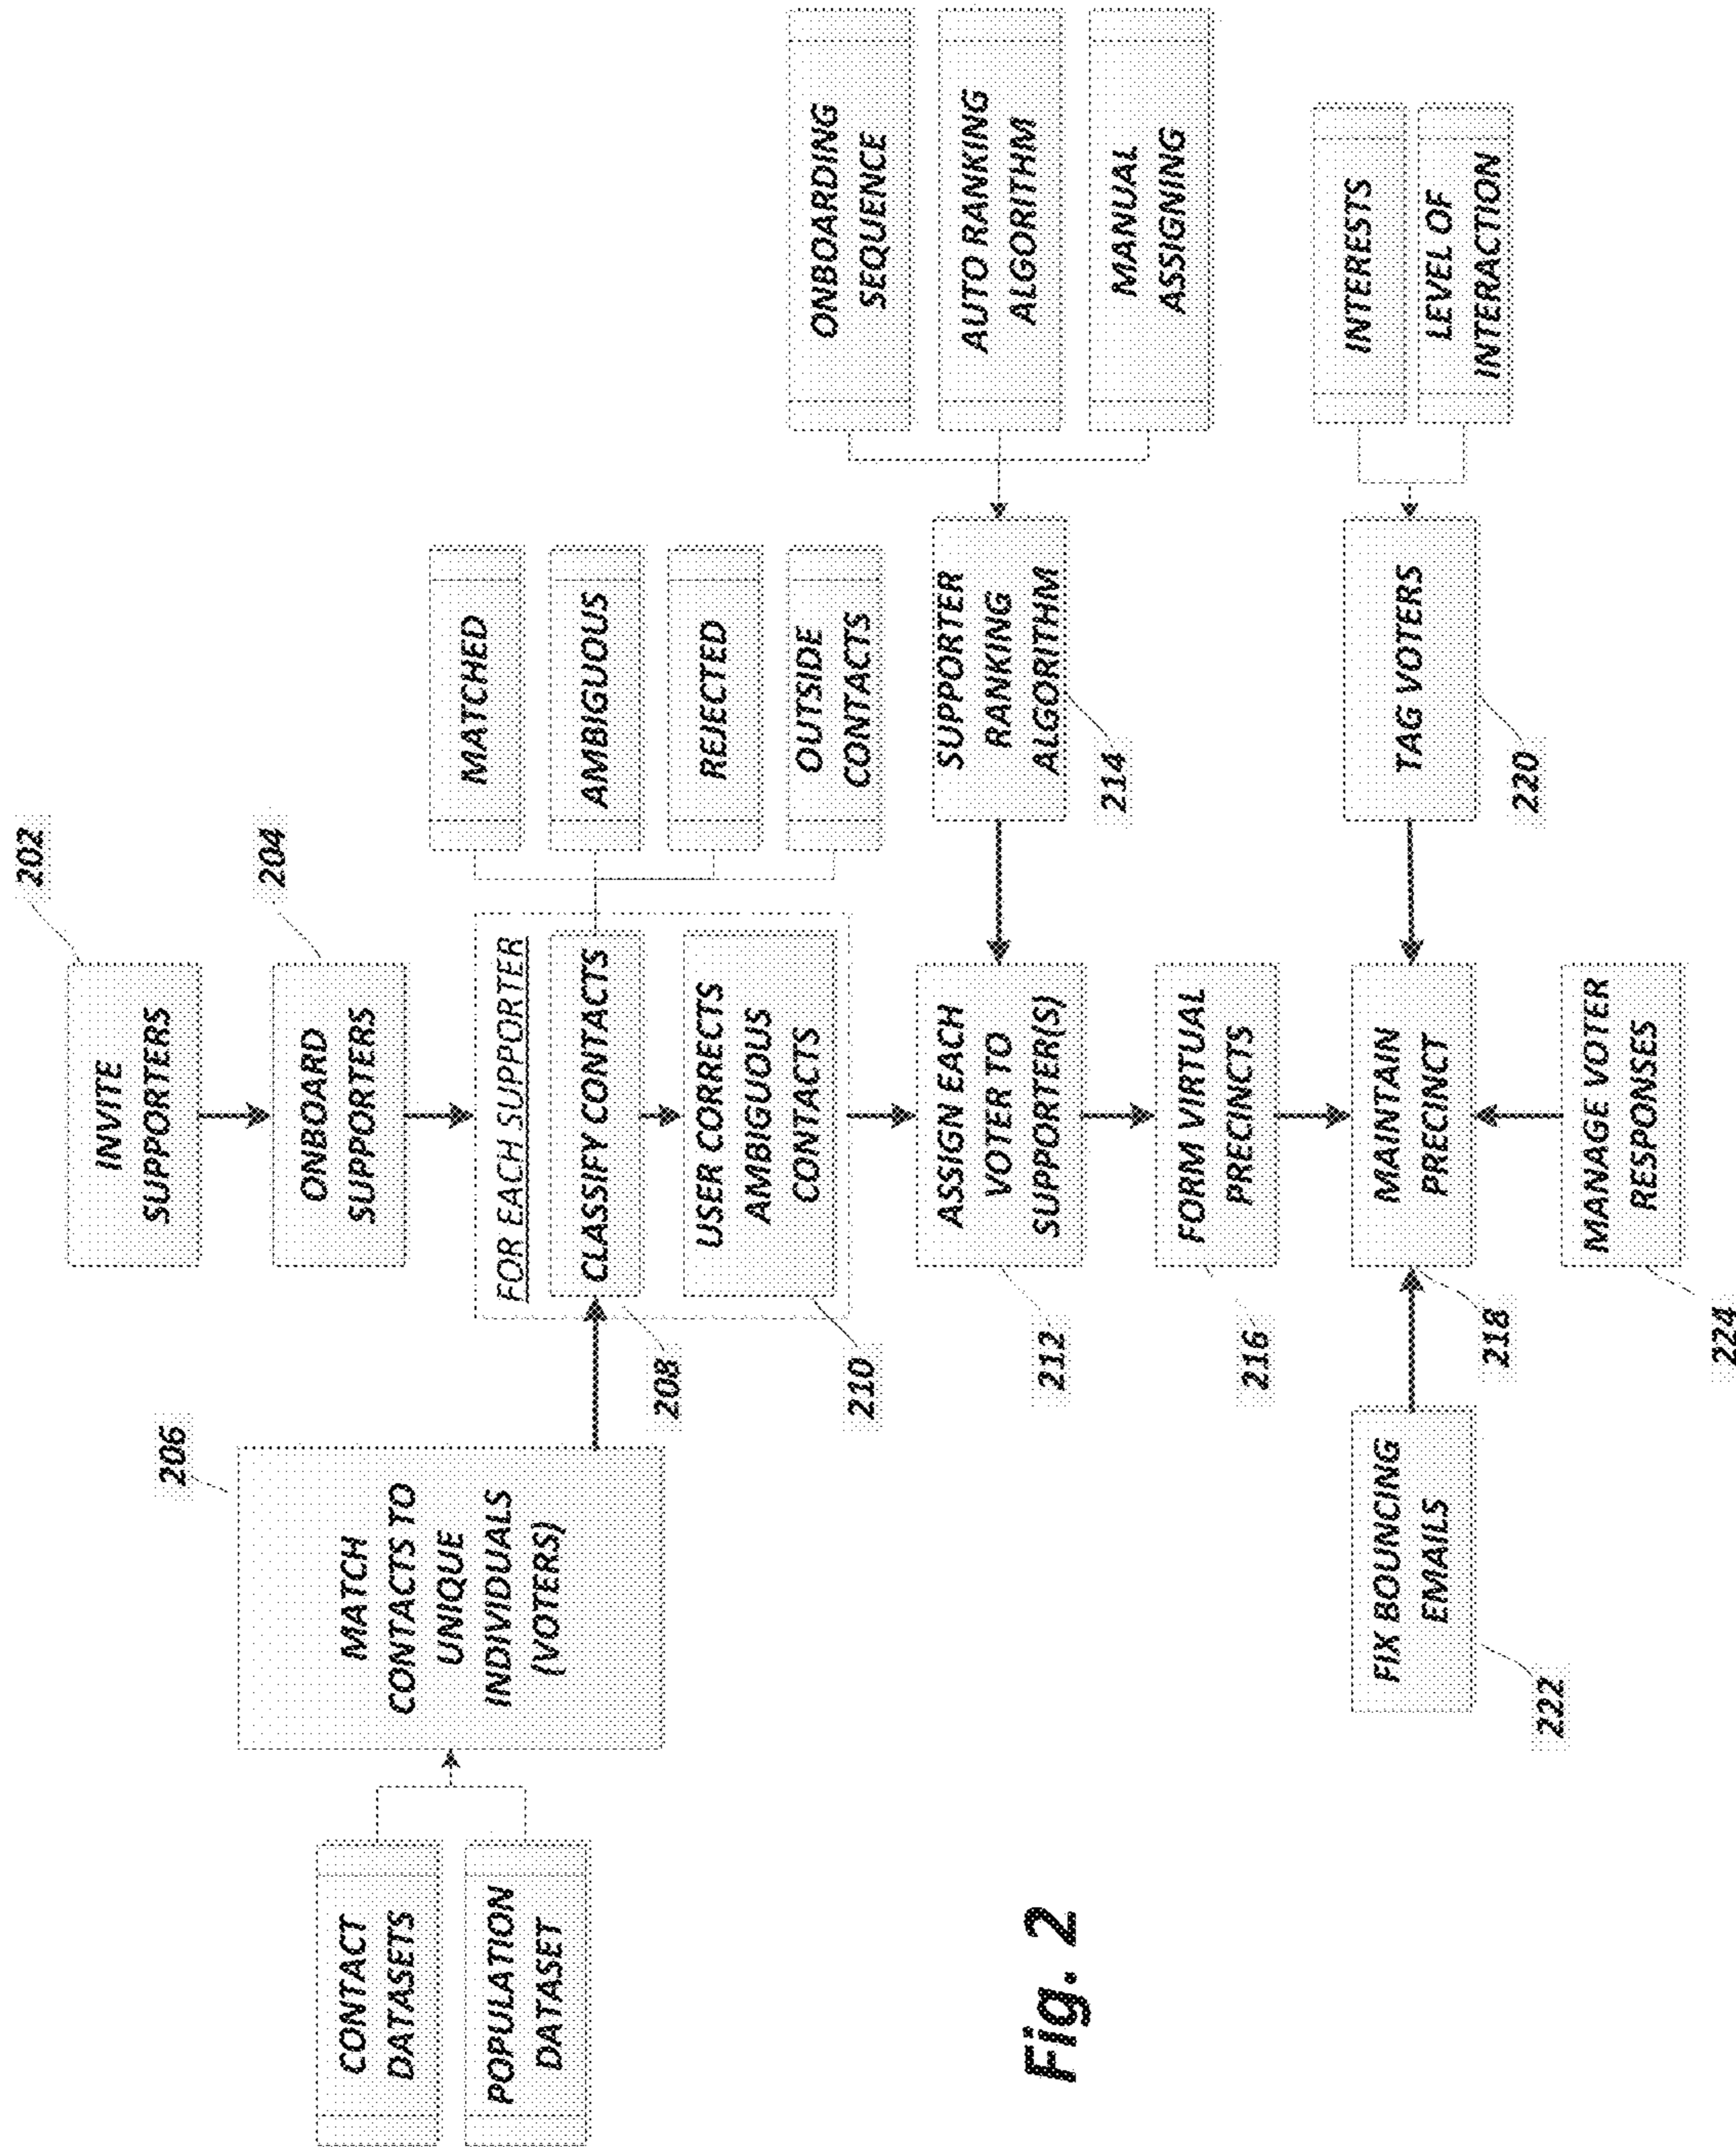 202
INVITE
SUPPORTERS
204
ONBOARD
SUPPORTERS
206
MATCH
CONTACTS TO
UNIQUE
INDIVIDUALS
(VOTERS)
CONTACT
DATASETS
POPULATION
DATASET
FOR EACH SUPPORTER
CLASSIFY CONTACTS
208
USER CORRECTS
AMBIGUOUS
CONTACTS
210
MATCHED
AMBIGUOUS
REJECTED
OUTSIDE
CONTACTS
ASSIGN EACH
VOTER TO
SUPPORTER(S)
212
SUPPORTER
RANKING
ALGORITHM
214
ONBOARDING
SEQUENCE
AUTO RANKING
ALGORITHM
MANUAL
ASSIGNING
FORM VIRTUAL
PRECINCTS
216
MAINTAIN
PRECINCT
218
TAG VOTERS
220
INTERESTS
LEVEL OF
INTERACTION
FIX BOUNCING
EMAILS
222
MANAGE VOTER
RESPONSES
224
Fig. 2